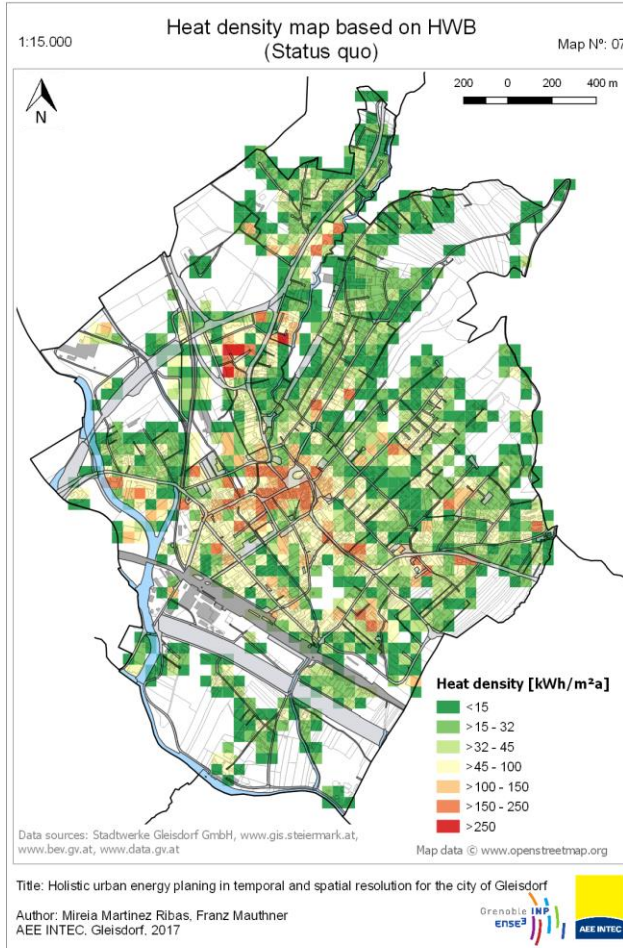 1:15.000
Heat density map based on HWB
(Status quo)
Map Nº: 07
N
200 0 200 400 m
Heat density [kWh/m²a]
<15
>15 - 32
>32 - 45
>45 - 100
>100 - 150
>150 - 250
>250
Data sources: Stadtwerke Gleisdorf GmbH, www.gis.steiermark.at,
www.bev.gv.at, www.data.gv.at
Map data © www.openstreetmap.org
Title: Holistic urban energy planing in temporal and spatial resolution for the city of Gleisdorf
Author: Mireia Martinez Ribas, Franz Mauthner
AEE INTEC, Gleisdorf, 2017
Grenoble INP
ENSE³
AEE INTEC